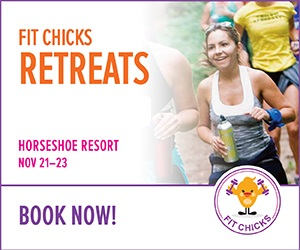 FIT CHICKS
RETREATS
HORSESHOE RESORT
NOV 21–23
BOOK NOW!
FIT CHICKS